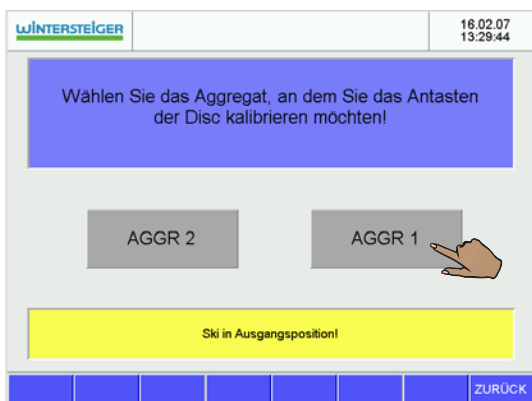 WINTERSTEIGER
16.02.07
13:29:44
Wählen Sie das Aggregat, an dem Sie das Antasten
der Disc kalibrieren möchten!
AGGR 2
AGGR 1
Ski in Ausgangsposition!
ZURÜCK